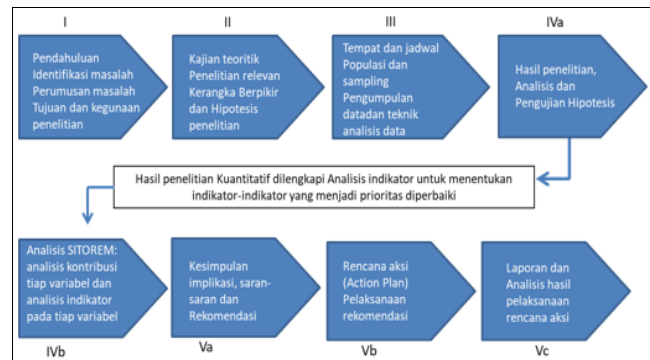 I
II
III
IVa
Pendahuluan
Identifikasi masalah
Perumusan masalah
Tujuan dan kegunaan
penelitian
Kajian teoritik
Penelitian relevan
Kerangka Berpikir
dan Hipotesis
penelitian
Tempat dan jadwal
Populasi dan
sampling
Pengumpulan
datadan teknik
analisis data
Hasil penelitian,
Analisis dan
Pengujian Hipotesis
Hasil penelitian Kuantitatif dilengkapi Analisis indikator untuk menentukan
indikator-indikator yang menjadi prioritas diperbaiki
Analisis SITOREM:
analisis kontribusi
tiap variabel dan
analisis indikator
pada tiap variabel
Kesimpulan
implikasi, saran-
saran dan
Rekomendasi
Rencana aksi
(Action Plan)
Pelaksanaan
rekomendasi
Laporan dan
Analisis hasil
pelaksanaan
rencana aksi
IVb
Va
Vb
Vc